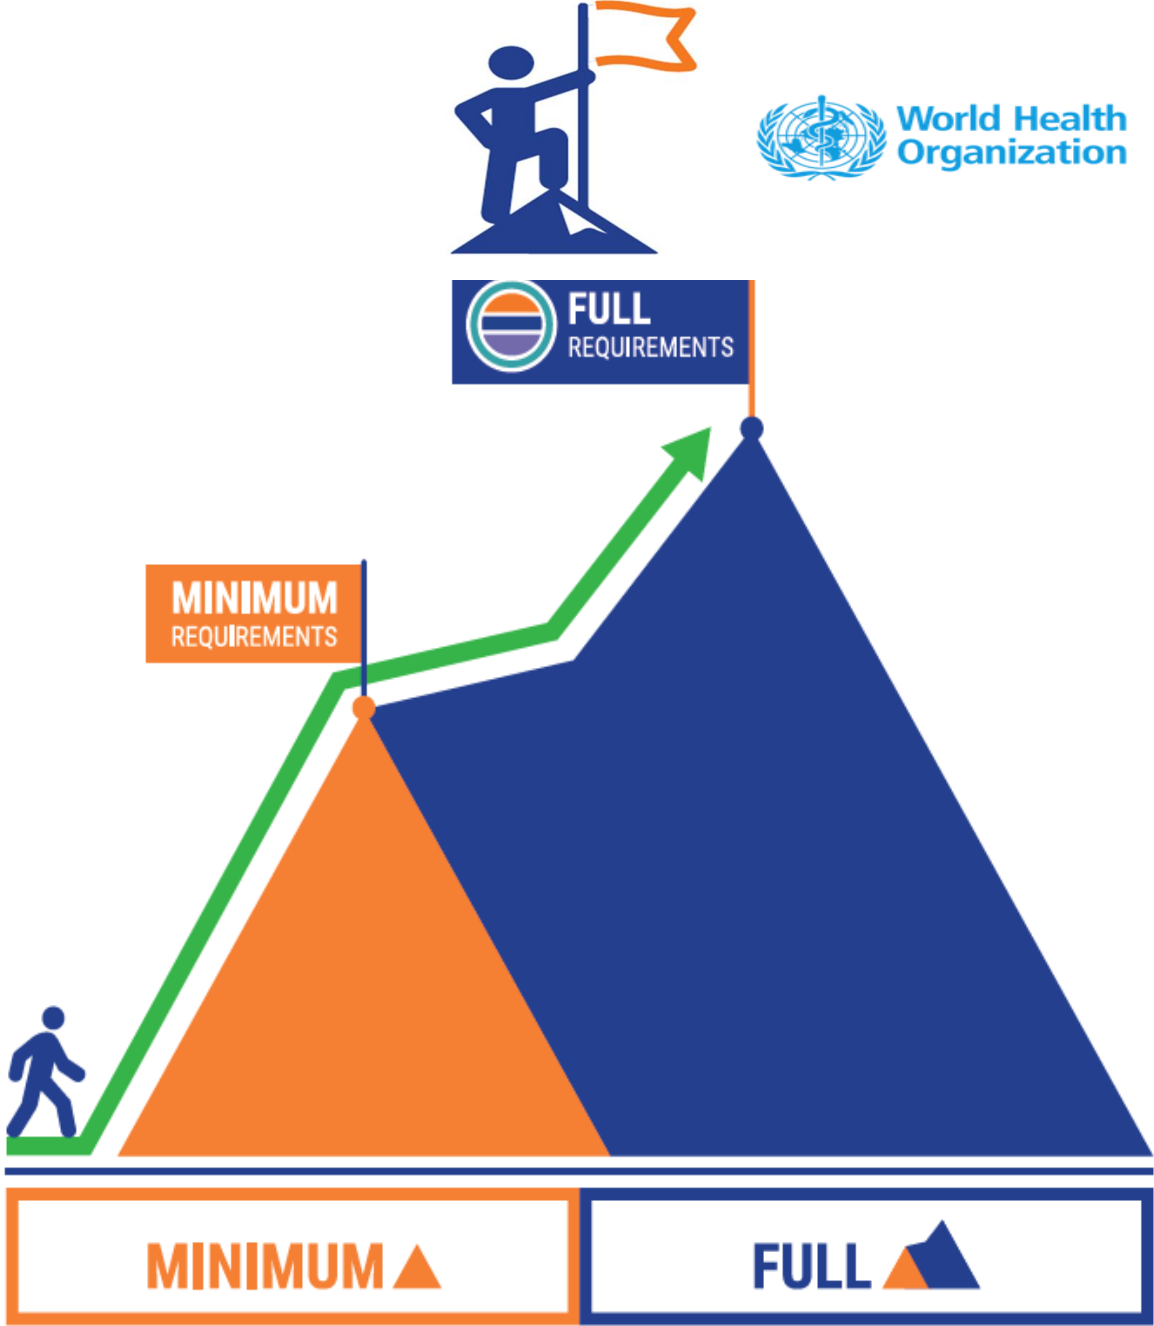 World Health
Organization
FULL
REQUIREMENTS
MINIMUM
REQUIREMENTS
MINIMUM
FULL